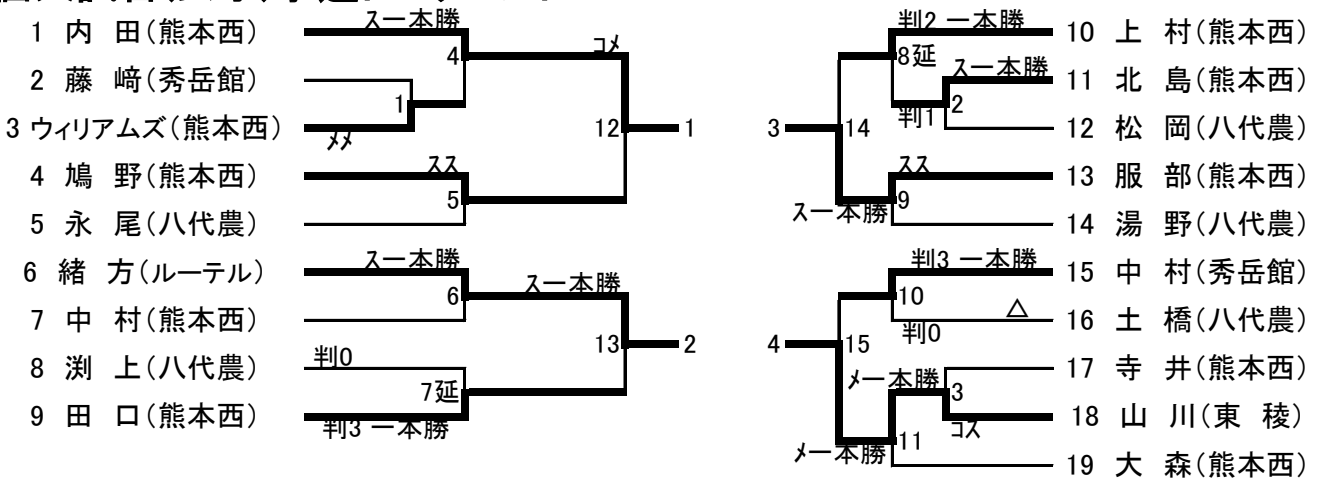 1 内 田(熊本西)
2 藤 﨑(秀岳館)
3 ウィリアムズ(熊本西)
4 鳩 野(熊本西)
5 永 尾(八代農)
6 緒 方(ルーテル)
7 中 村(熊本西)
8 渕 上(八代農)
9 田 口(熊本西)
スー本勝
4
コメ
1
メメ
12
1
スス
5
スー本勝
6
スー本勝
13
2
判0
7延
判3 一本勝
判2 一本勝
8延
スー本勝
2
判1
3
14
スス
9
スー本勝
判3 一本勝
10
△
判0
4
15
メー本勝
3
コス
メー本勝
11
10 上 村(熊本西)
11 北 島(熊本西)
12 松 岡(八代農)
13 服 部(熊本西)
14 湯 野(八代農)
15 中 村(秀岳館)
16 土 橋(八代農)
17 寺 井(熊本西)
18 山 川(東 稜)
19 大 森(熊本西)